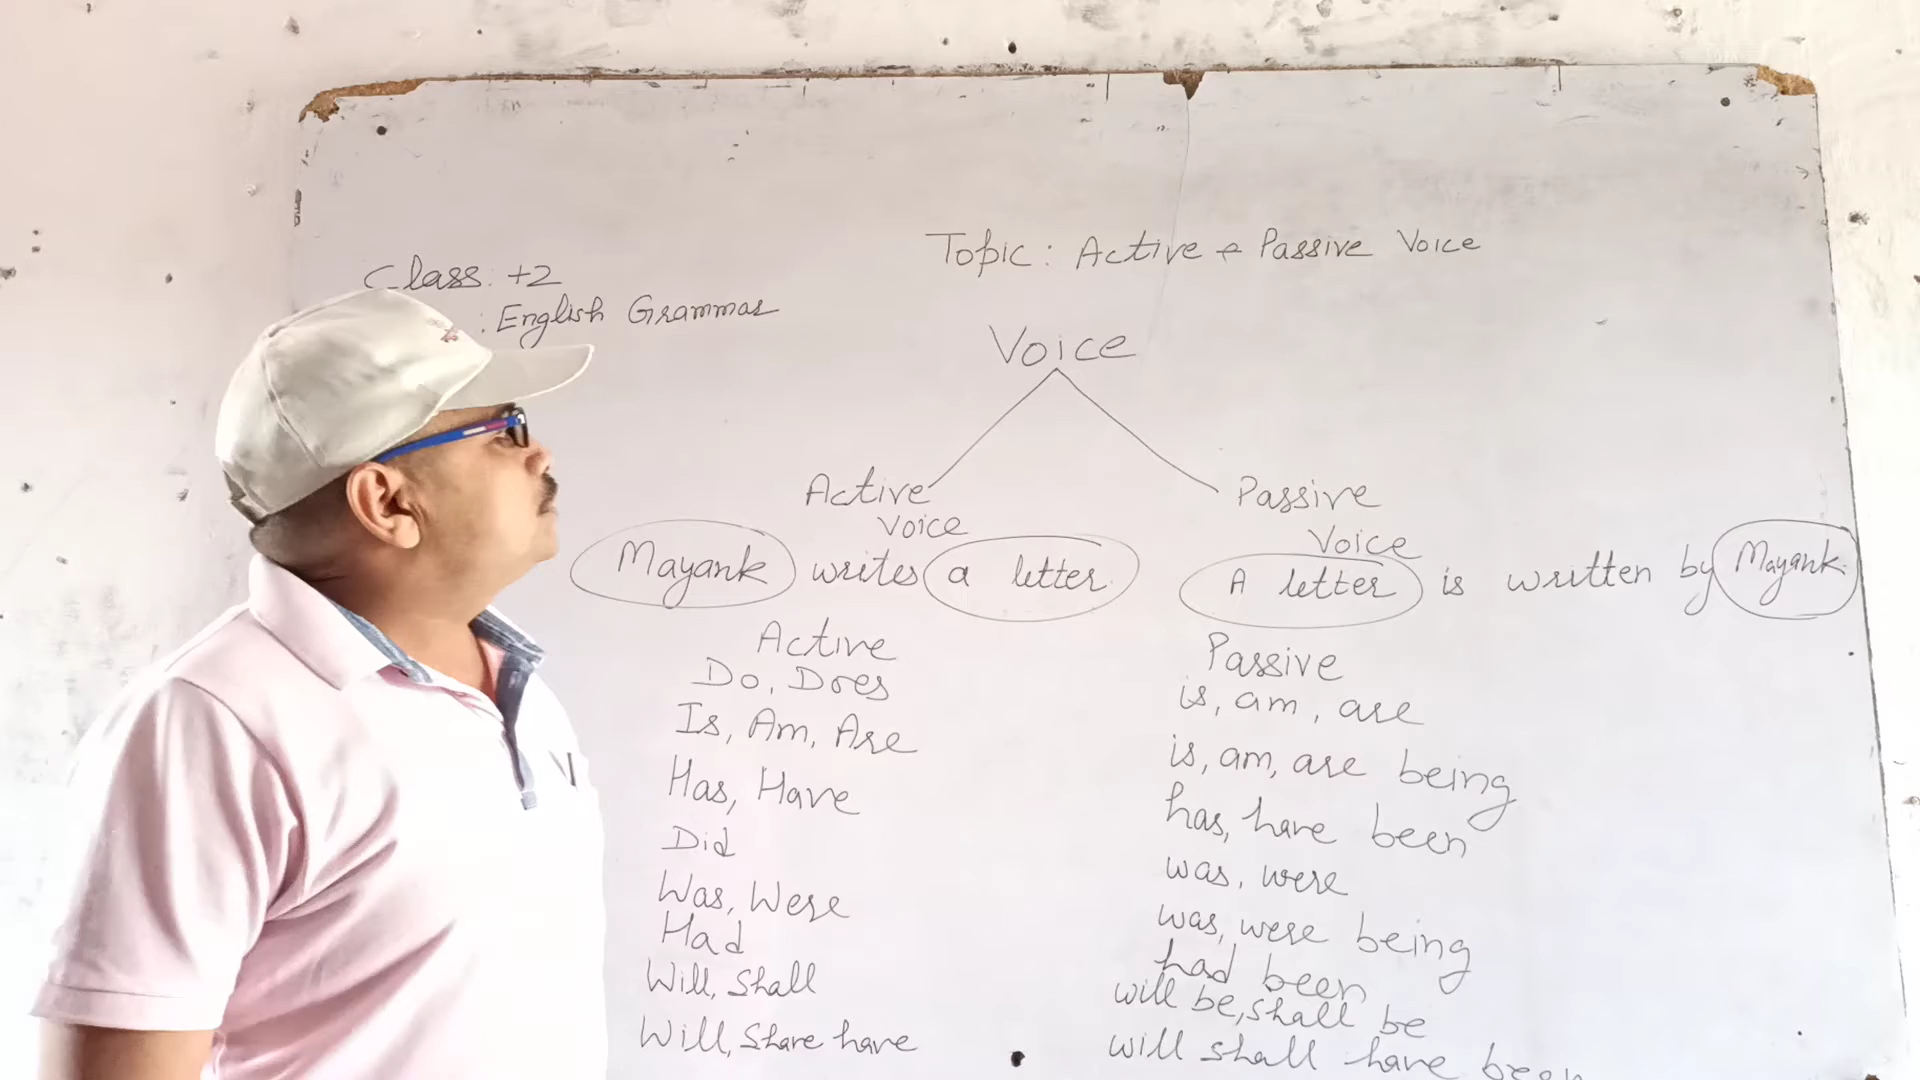 Topic: Active & Passive Voice
Class: +2
: English Grammar
Voice
Active Voice
Passive Voice
Mayank writes a letter.
A letter is written by Mayank.
Active
Passive
Do, Does
is, am, are
Is, Am, Are
is, am, are being
Has, Have
has, have been
Did
was, were
Was, Were
was, were being
Had
had been
Will, Shall
will be, shall be
Will, Share have
will shall have been